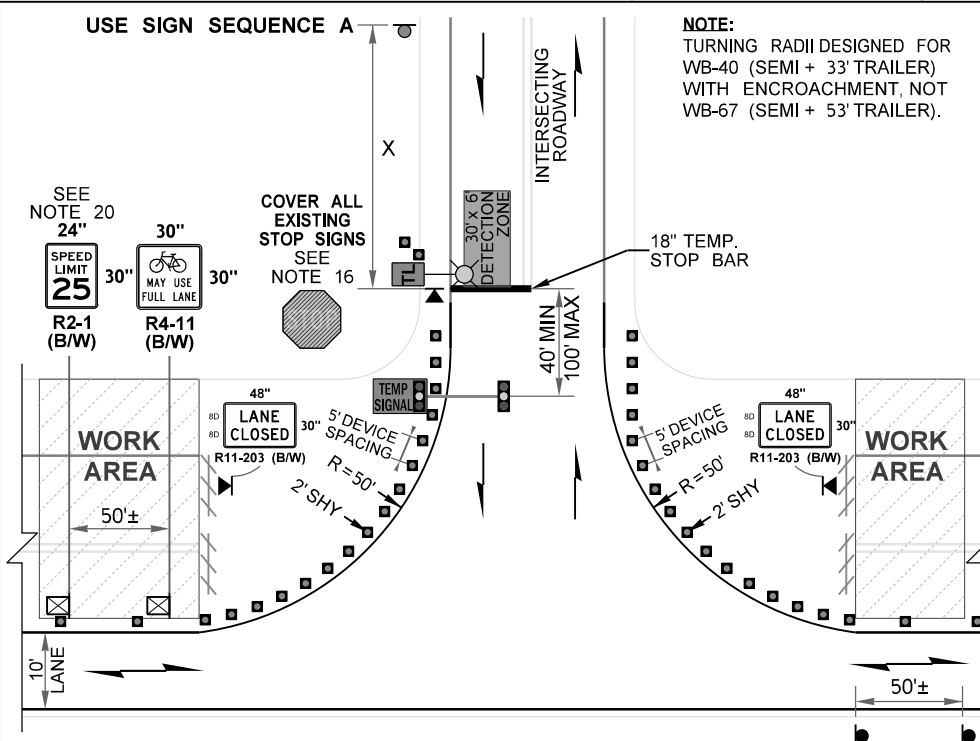 USE SIGN SEQUENCE A
NOTE:
TURNING RADII DESIGNED FOR
WB-40 (SEMI + 33' TRAILER)
WITH ENCROACHMENT, NOT
WB-67 (SEMI + 53' TRAILER).
INTERSECTING
ROADWAY
X
SEE
NOTE 20
24"
SPEED
LIMIT
25
30"
R2-1
(B/W)
30"
MAY USE
FULL LANE
30"
R4-11
(B/W)
COVER ALL
EXISTING
STOP SIGNS
SEE
NOTE 16
STOP
TL
30' x 6'
DETECTION
ZONE
18" TEMP.
STOP BAR
40' MIN
100' MAX
TEMP
SIGNAL
48"
8D
8D
LANE
CLOSED
30"
R11-203 (B/W)
5' DEVICE
SPACING
R = 50'
2' SHY
WORK
AREA
50'±
5' DEVICE
SPACING
R = 50'
2' SHY
48"
8D
8D
LANE
CLOSED
30"
R11-203 (B/W)
WORK
AREA
10'
LANE
50'±